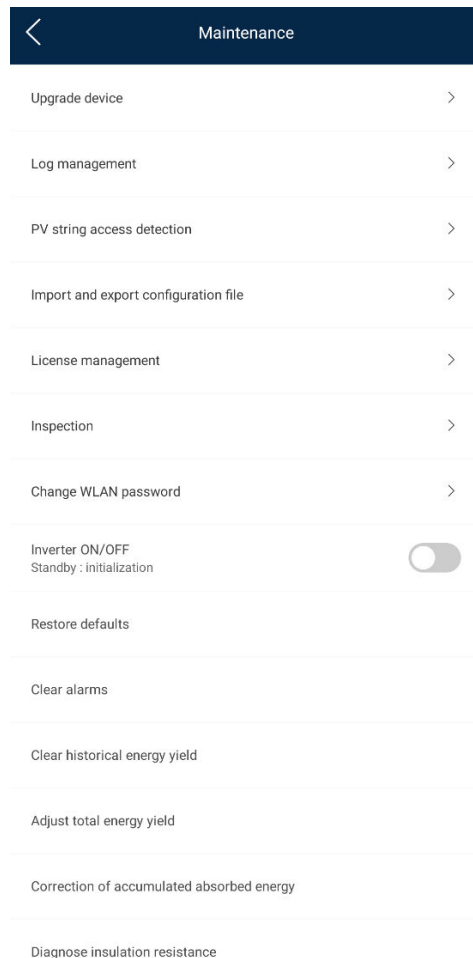 Maintenance
Upgrade device
Log management
PV string access detection
Import and export configuration file
License management
Inspection
Change WLAN password
Inverter ON/OFF
Standby : initialization
Restore defaults
Clear alarms
Clear historical energy yield
Adjust total energy yield
Correction of accumulated absorbed energy
Diagnose insulation resistance